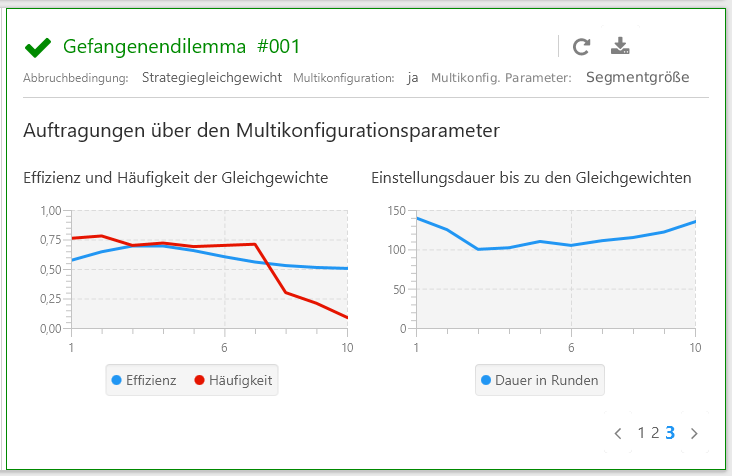 Gefangenendilemma #001
Abbruchbedingung: Strategiegleichgewicht Multikonfiguration: ja Multikonfig. Parameter: Segmentgröße
Auftragungen über den Multikonfigurationsparameter
Effizienz und Häufigkeit der Gleichgewichte
1,00
0,75
0,50
0,25
0,00
1 6 10
Effizienz Häufigkeit
Einstellungsdauer bis zu den Gleichgewichten
150
100
50
0
1 6 10
Dauer in Runden
1 2 3